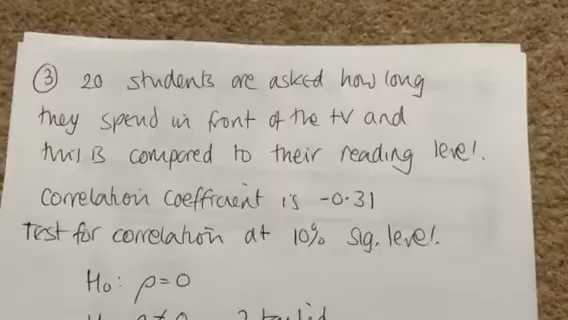 ③ 20 students are asked how long
they spend in front of the tv and
this is compared to their reading level.
Correlation coefficient is -0.31
Test for correlation at 10% sig. level.
H₀: ρ=0